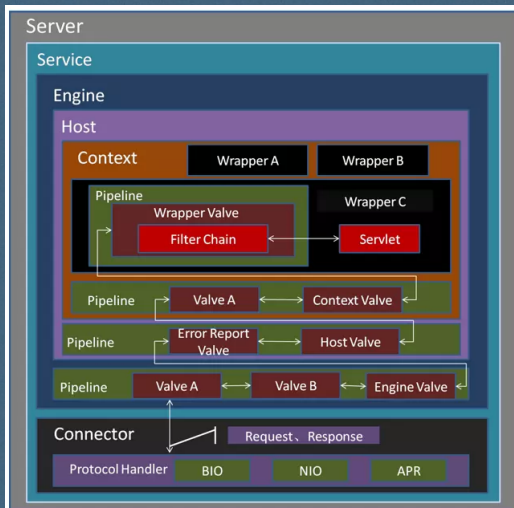 Server
Service
Engine
Host
Context
Wrapper A
Wrapper B
Pipeline
Wrapper C
Wrapper Valve
Filter Chain
Servlet
Pipeline
Valve A
Context Valve
Pipeline
Error Report
Valve
Host Valve
Pipeline
Valve A
Valve B
Engine Valve
Connector
Request、Response
Protocol Handler
BIO
NIO
APR